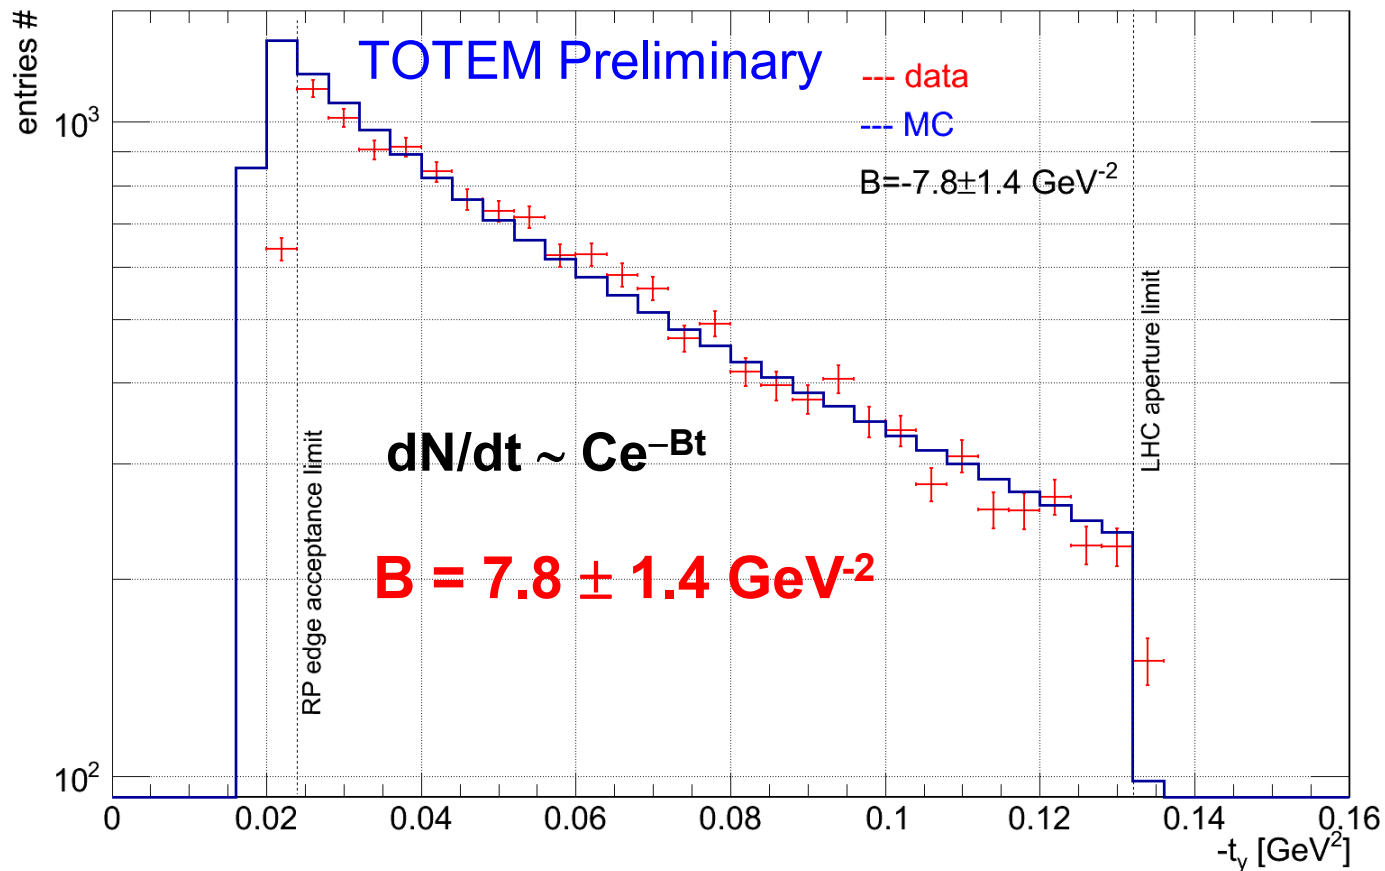 entries #
TOTEM Preliminary
--- data
--- MC
B=-7.8±1.4 GeV⁻²
10³
10²
dN/dt ~ Ce⁻ᴮᵗ
B = 7.8 ± 1.4 GeV⁻²
RP edge acceptance limit
LHC aperture limit
0 0.02 0.04 0.06 0.08 0.1 0.12 0.14 0.16
-t_y [GeV²]